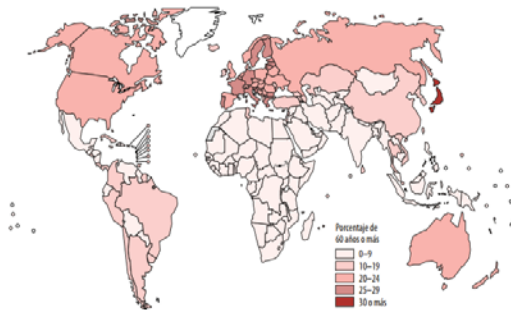 Porcentaje de
60 años o más
0–9
10–19
20–24
25–29
30 o más